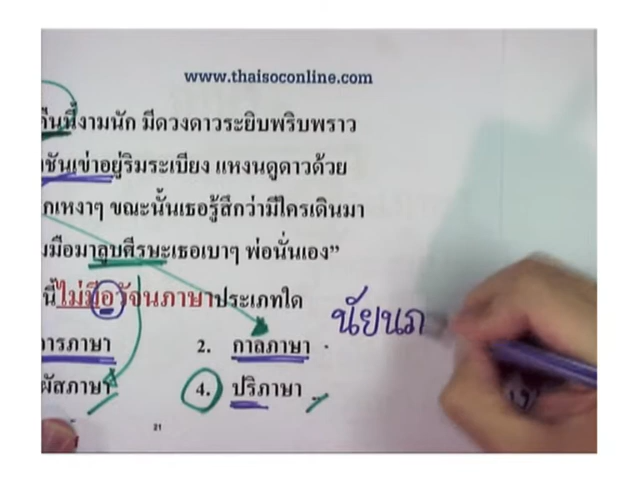 www.thaisoconline.com
คืนนี้งามนัก มีดวงดาวระยิบพริบพราว
ชันเข่าอยู่ริมระเบียง แหงนดูดาวด้วย
กเหงาๆ ขณะนั้นเธอรู้สึกว่ามีใครเดินมา
งมือมาลูบศีรษะเธอเบาๆ พ่อนั่นเอง”
นี้ไม่มีอวัจนภาษาประเภทใด
นัยนภ
ารภาษา 2. กาลภาษา
ผัสภาษา 4. ปริภาษา
21